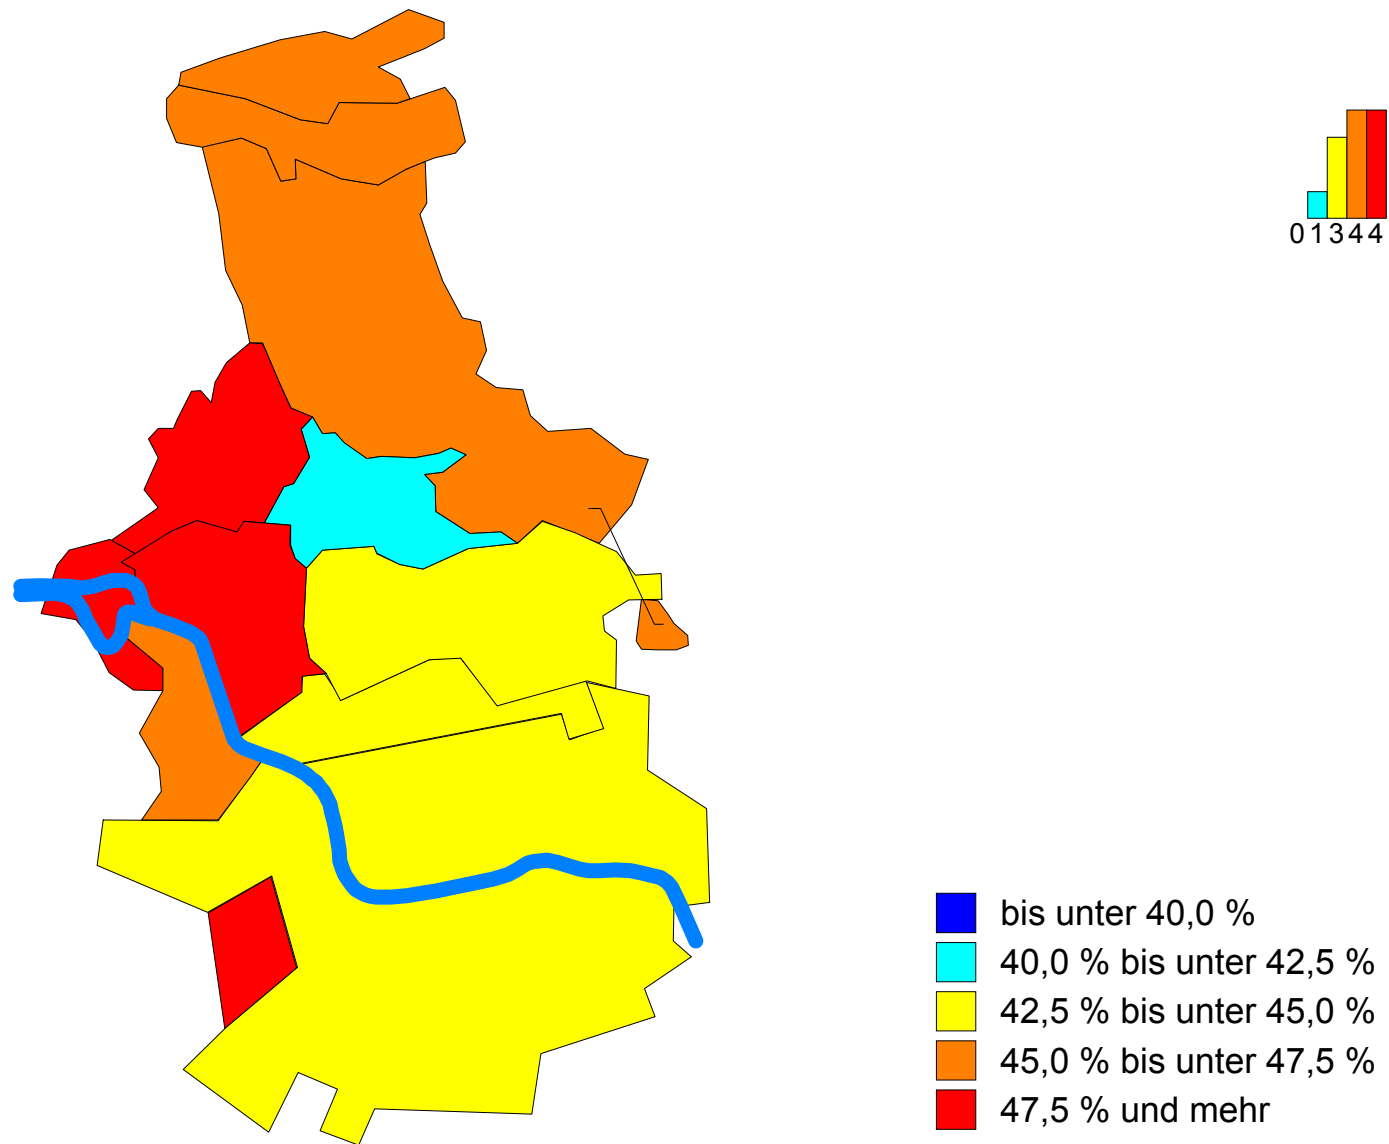 0 1 3 4 4
bis unter 40,0 %
40,0 % bis unter 42,5 %
42,5 % bis unter 45,0 %
45,0 % bis unter 47,5 %
47,5 % und mehr